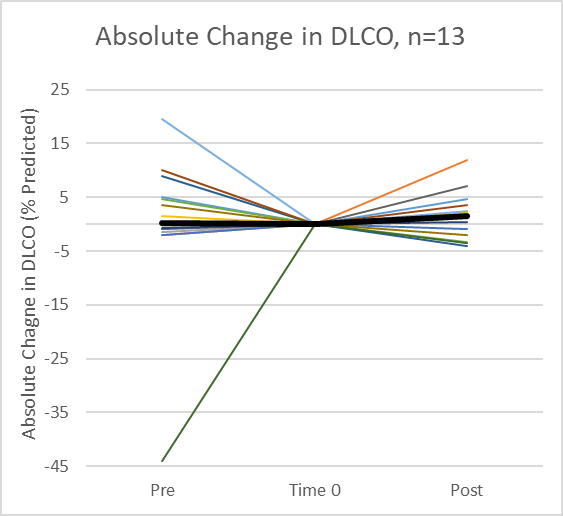 Absolute Change in DLCO, n=13
Absolute Chagne in DLCO (% Predicted)
25
15
5
-5
-15
-25
-35
-45
Pre
Time 0
Post